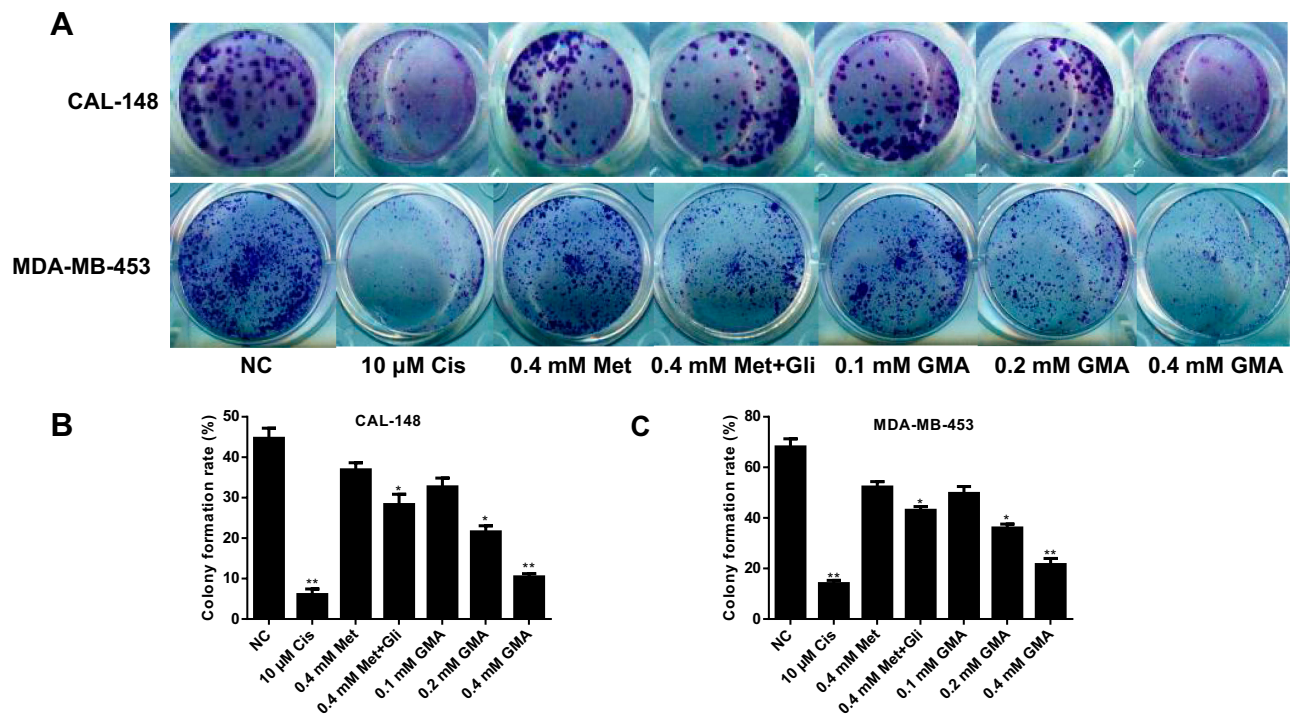 A
CAL-148
MDA-MB-453
NC 10 µM Cis 0.4 mM Met 0.4 mM Met+Gli 0.1 mM GMA 0.2 mM GMA 0.4 mM GMA
B
CAL-148
Colony formation rate (%)
50
40
30
20
10
0
**
*
*
**
NC
10 µM Cis
0.4 mM Met
0.4 mM Met+Gli
0.1 mM GMA
0.2 mM GMA
0.4 mM GMA
C
MDA-MB-453
Colony formation rate (%)
80
60
40
20
0
**
*
*
**
NC
10 µM Cis
0.4 mM Met
0.4 mM Met+Gli
0.1 mM GMA
0.2 mM GMA
0.4 mM GMA